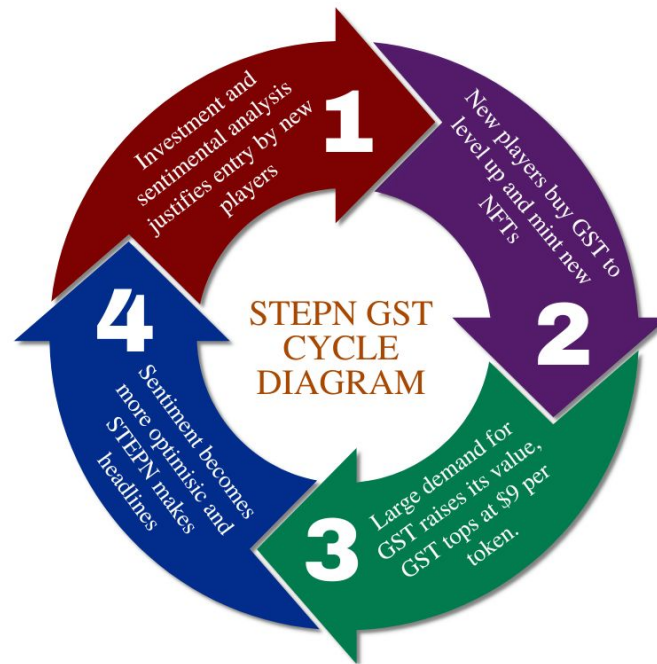 STEPN GST
CYCLE
DIAGRAM
1
Investment and
sentimental analysis
justifies entry by new
players
2
New players buy GST to
level up and mint new
NFTs
3
Large demand for
GST raises its value,
GST tops at $9 per
token.
4
Sentiment becomes
more optimisic and
STEPN makes
headlines